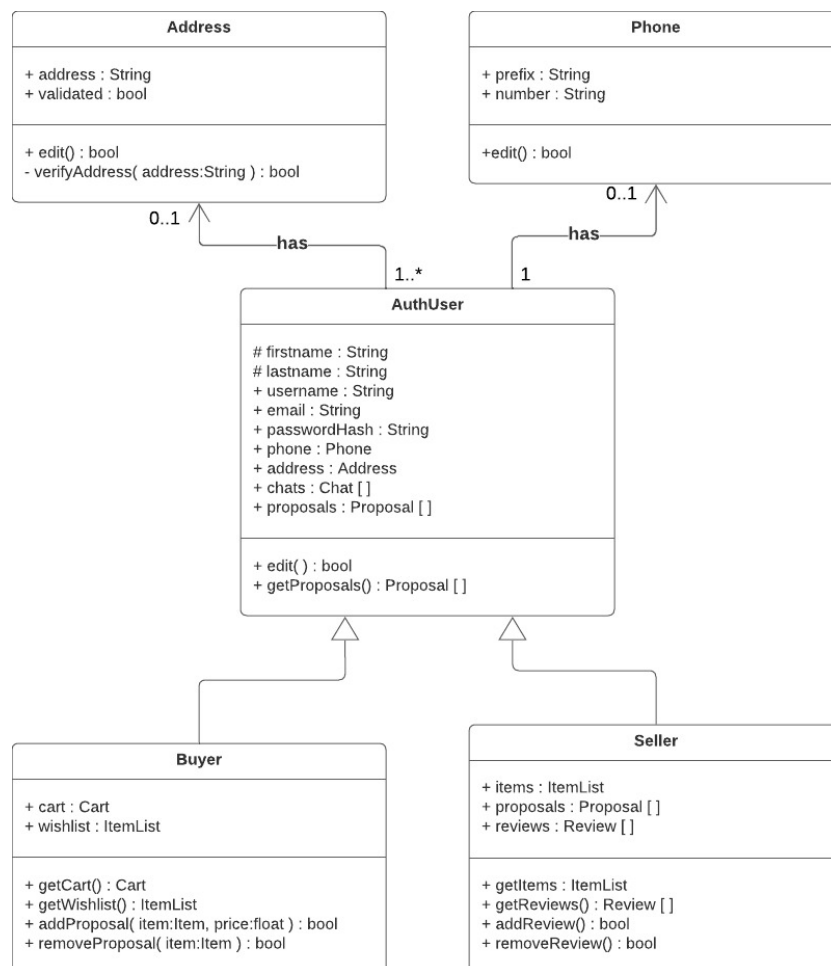 Address
+ address : String
+ validated : bool
+ edit() : bool
- verifyAddress( address:String ) : bool
Phone
+ prefix : String
+ number : String
+edit() : bool
0..1
has
1..*
0..1
has
1
AuthUser
# firstname : String
# lastname : String
+ username : String
+ email : String
+ passwordHash : String
+ phone : Phone
+ address : Address
+ chats : Chat [ ]
+ proposals : Proposal [ ]
+ edit( ) : bool
+ getProposals() : Proposal [ ]
Buyer
+ cart : Cart
+ wishlist : ItemList
+ getCart() : Cart
+ getWishlist() : ItemList
+ addProposal( item:Item, price:float ) : bool
+ removeProposal( item:Item ) : bool
Seller
+ items : ItemList
+ proposals : Proposal [ ]
+ reviews : Review [ ]
+ getItems : ItemList
+ getReviews() : Review [ ]
+ addReview() : bool
+ removeReview() : bool